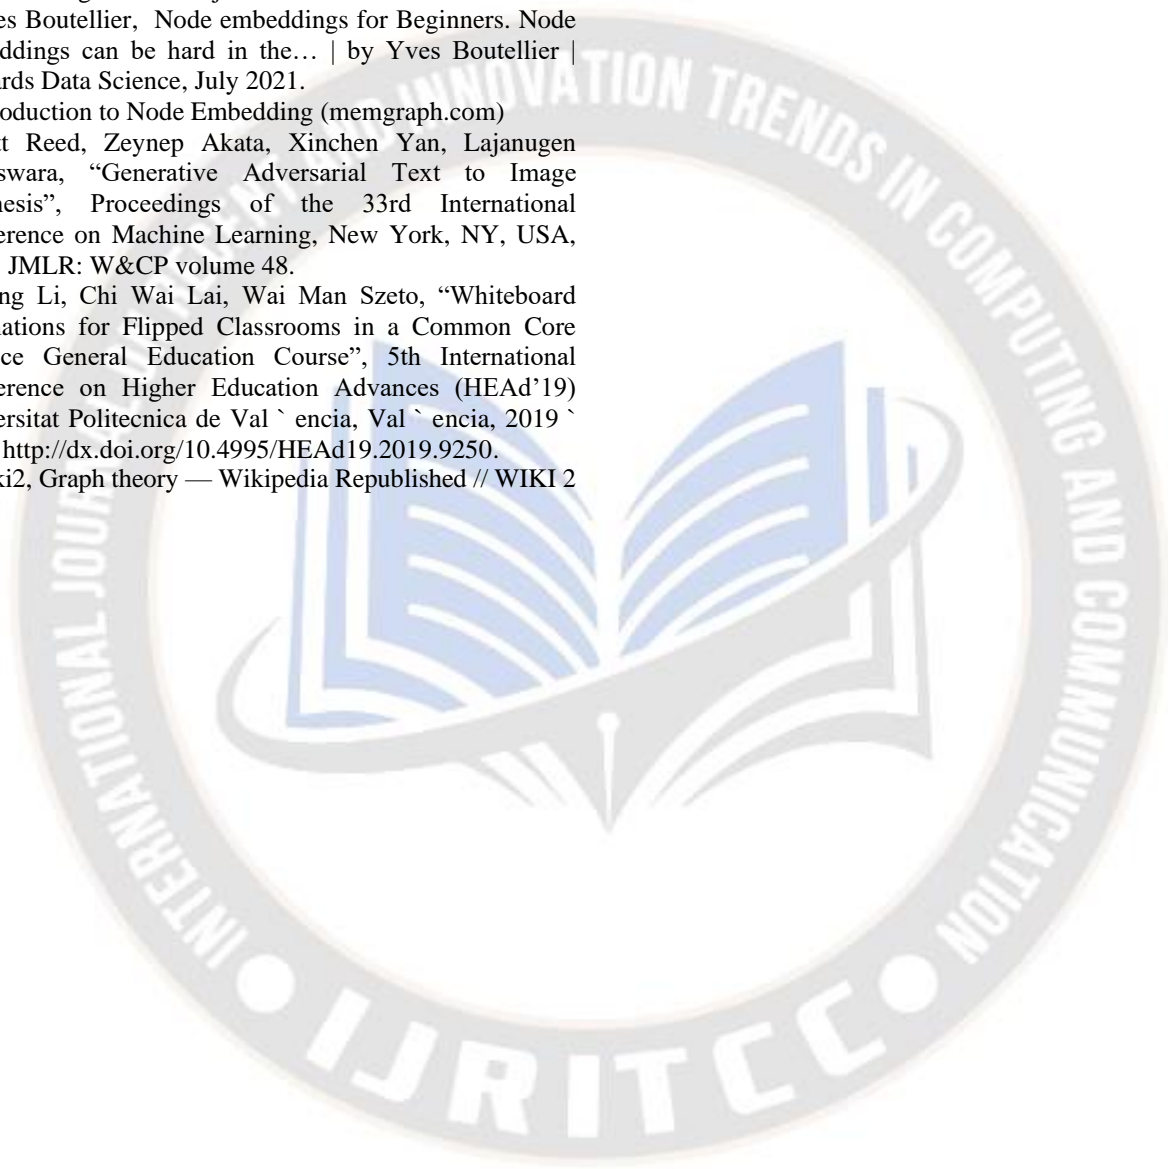 es Boutellier, Node embeddings for Beginners. Node
ddings can be hard in the… | by Yves Boutellier |
ards Data Science, July 2021.
oduction to Node Embedding (memgraph.com)
tt Reed, Zeynep Akata, Xinchen Yan, Lajanugen
swara, “Generative Adversarial Text to Image
nesis”, Proceedings of the 33rd International
erence on Machine Learning, New York, NY, USA,
JMLR: W&CP volume 48.
ng Li, Chi Wai Lai, Wai Man Szeto, “Whiteboard
nations for Flipped Classrooms in a Common Core
ce General Education Course”, 5th International
erence on Higher Education Advances (HEAd’19)
ersitat Politecnica de Val ` encia, Val ` encia, 2019 `
http://dx.doi.org/10.4995/HEAd19.2019.9250.
ki2, Graph theory — Wikipedia Republished // WIKI 2
INTERNATIONAL JOURNAL ON RECENT AND INNOVATION TRENDS IN COMPUTING AND COMMUNICATION
IJRITCC